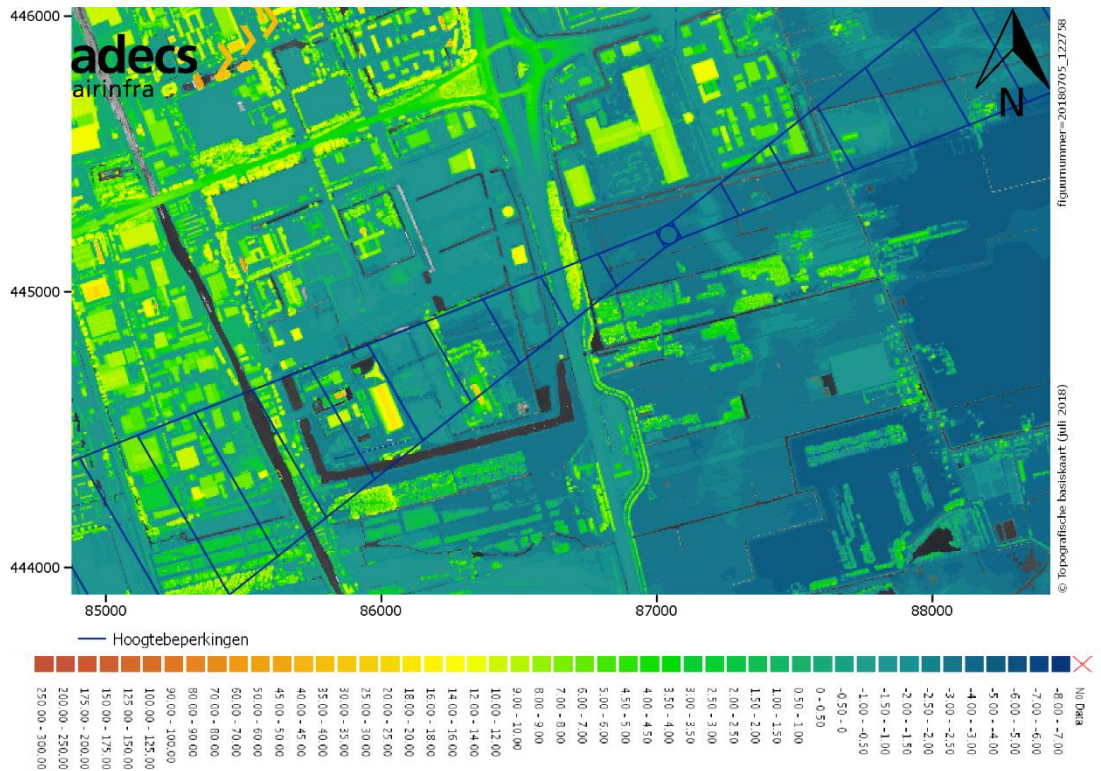 446000
adecs
airinfra
N
figuurnummer=20180705_122758
445000
© Topografische basiskaart (juli 2018)
444000
85000 86000 87000 88000
Hoogtebeperkingen
250.00 - 300.00
200.00 - 250.00
175.00 - 200.00
150.00 - 175.00
125.00 - 150.00
100.00 - 125.00
90.00 - 100.00
80.00 - 90.00
70.00 - 80.00
60.00 - 70.00
50.00 - 60.00
45.00 - 50.00
40.00 - 45.00
35.00 - 40.00
30.00 - 35.00
25.00 - 30.00
20.00 - 25.00
18.00 - 20.00
16.00 - 18.00
14.00 - 16.00
12.00 - 14.00
10.00 - 12.00
9.00 - 10.00
8.00 - 9.00
7.00 - 8.00
6.00 - 7.00
5.00 - 6.00
4.50 - 5.00
4.00 - 4.50
3.50 - 4.00
3.00 - 3.50
2.50 - 3.00
2.00 - 2.50
1.50 - 2.00
1.00 - 1.50
0.50 - 1.00
0 - 0.50
-0.50 - 0
-1.00 - -0.50
-1.50 - -1.00
-2.00 - -1.50
-2.50 - -2.00
-3.00 - -2.50
-4.00 - -3.00
-5.00 - -4.00
-6.00 - -5.00
-7.00 - -6.00
-8.00 - -7.00
No Data